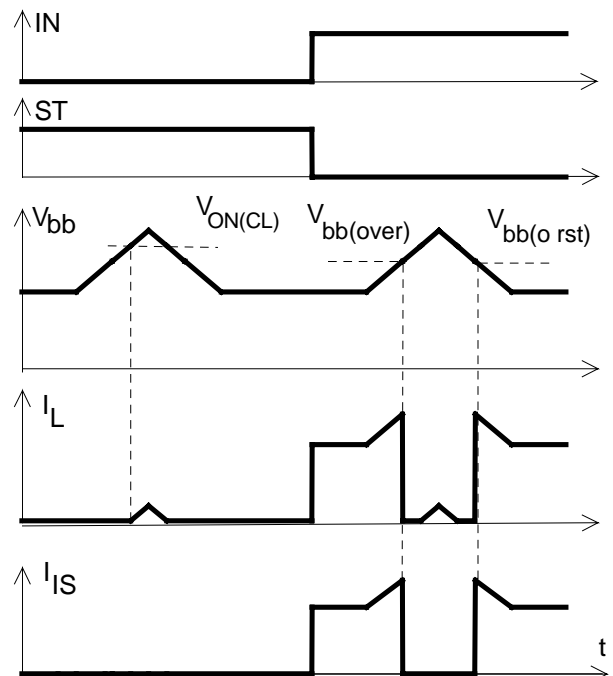 IN
ST
Vbb
VON(CL)
Vbb(over)
Vbb(o rst)
IL
IIS
t